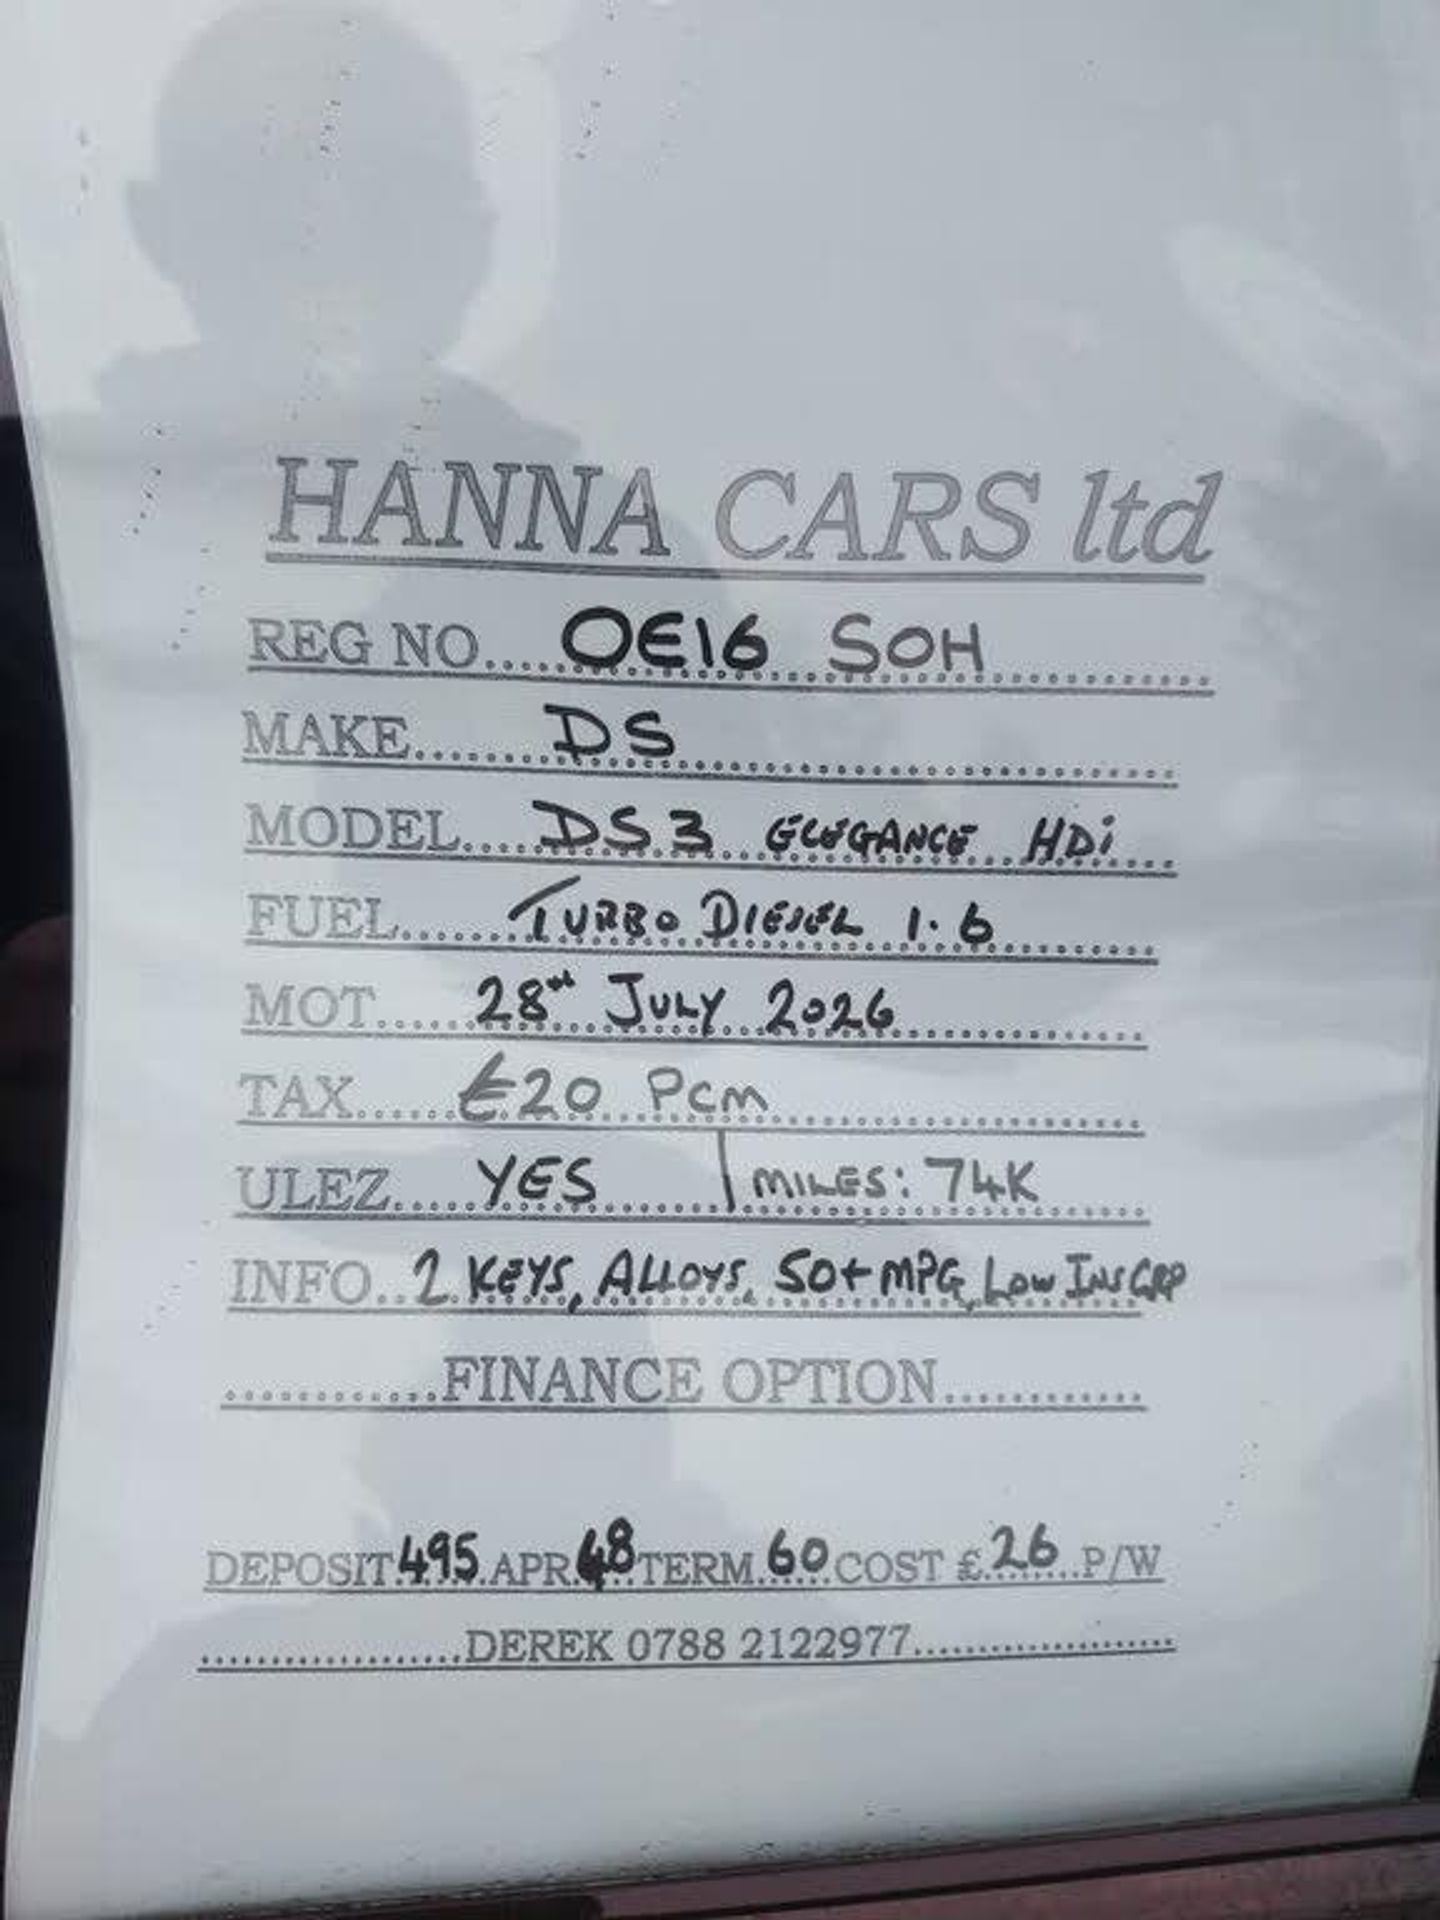 HANNA CARS ltd
REG NO OE16 SOH
MAKE DS
MODEL DS3 ELEGANCE HDi
FUEL TURBO DIESEL 1.6
MOT 28th JULY 2026
TAX £20 PCM
ULEZ YES | MILES: 74K
INFO 2 KEYS, ALLOYS, 50+ MPG, LOW INS GRP
FINANCE OPTION
DEPOSIT 495 APR 48 TERM 60 COST £ 26 P/W
DEREK 0788 2122977